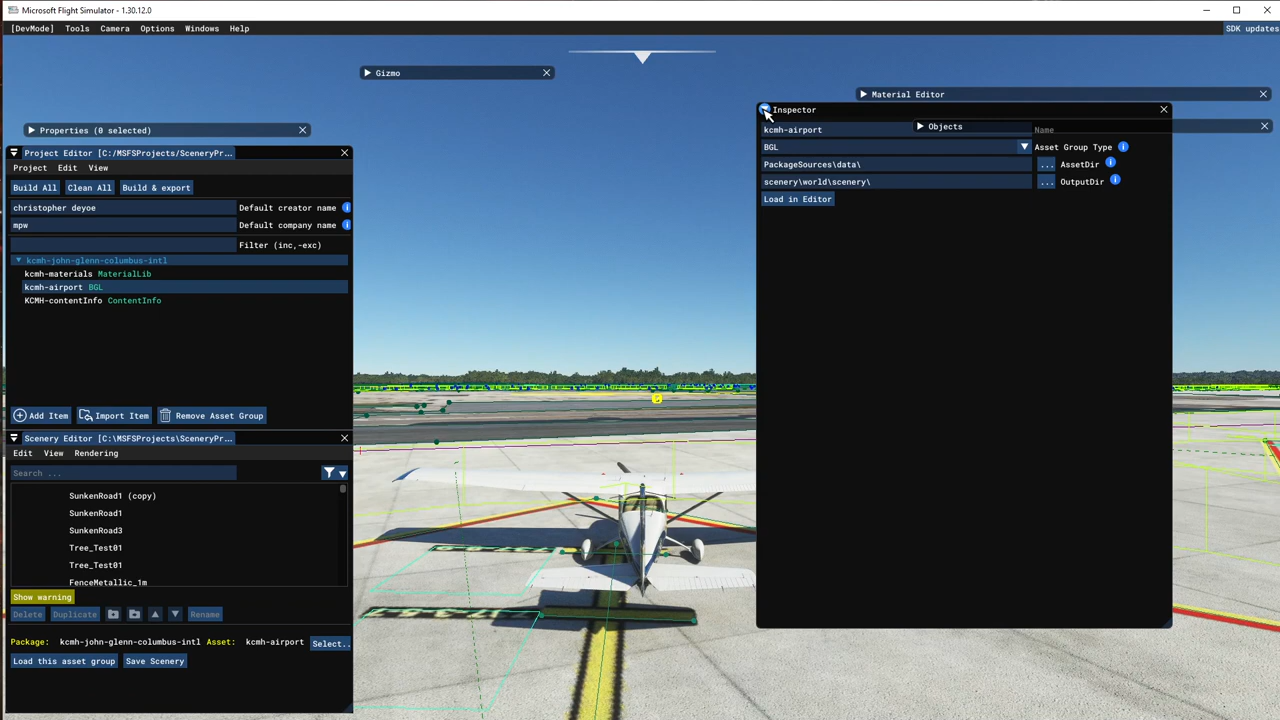 Microsoft Flight Simulator - 1.30.12.0
[DevMode] Tools Camera Options Windows Help
SDK updates
Gizmo
Material Editor
Inspector
Objects
kcmh-airport Name
BGL Asset Group Type
PackageSources\data\ ... AssetDir
scenery\world\scenery\ ... OutputDir
Load in Editor
Properties (0 selected)
Project Editor [C:/MSFSProjects/SceneryPr...
Project Edit View
Build All Clean All Build & export
christopher deyoe Default creator name
mpw Default company name
Filter (inc,-exc)
kcmh-john-glenn-columbus-intl
kcmh-materials MaterialLib
kcmh-airport BGL
KCMH-contentInfo ContentInfo
Add Item Import Item Remove Asset Group
Scenery Editor [C:\MSFSProjects\SceneryPr...
Edit View Rendering
Search ...
SunkenRoad1 (copy)
SunkenRoad1
SunkenRoad3
Tree_Test01
Tree_Test01
FenceMetallic_1m
Show warning
Delete Duplicate Rename
Package: kcmh-john-glenn-columbus-intl Asset: kcmh-airport Select..
Load this asset group Save Scenery